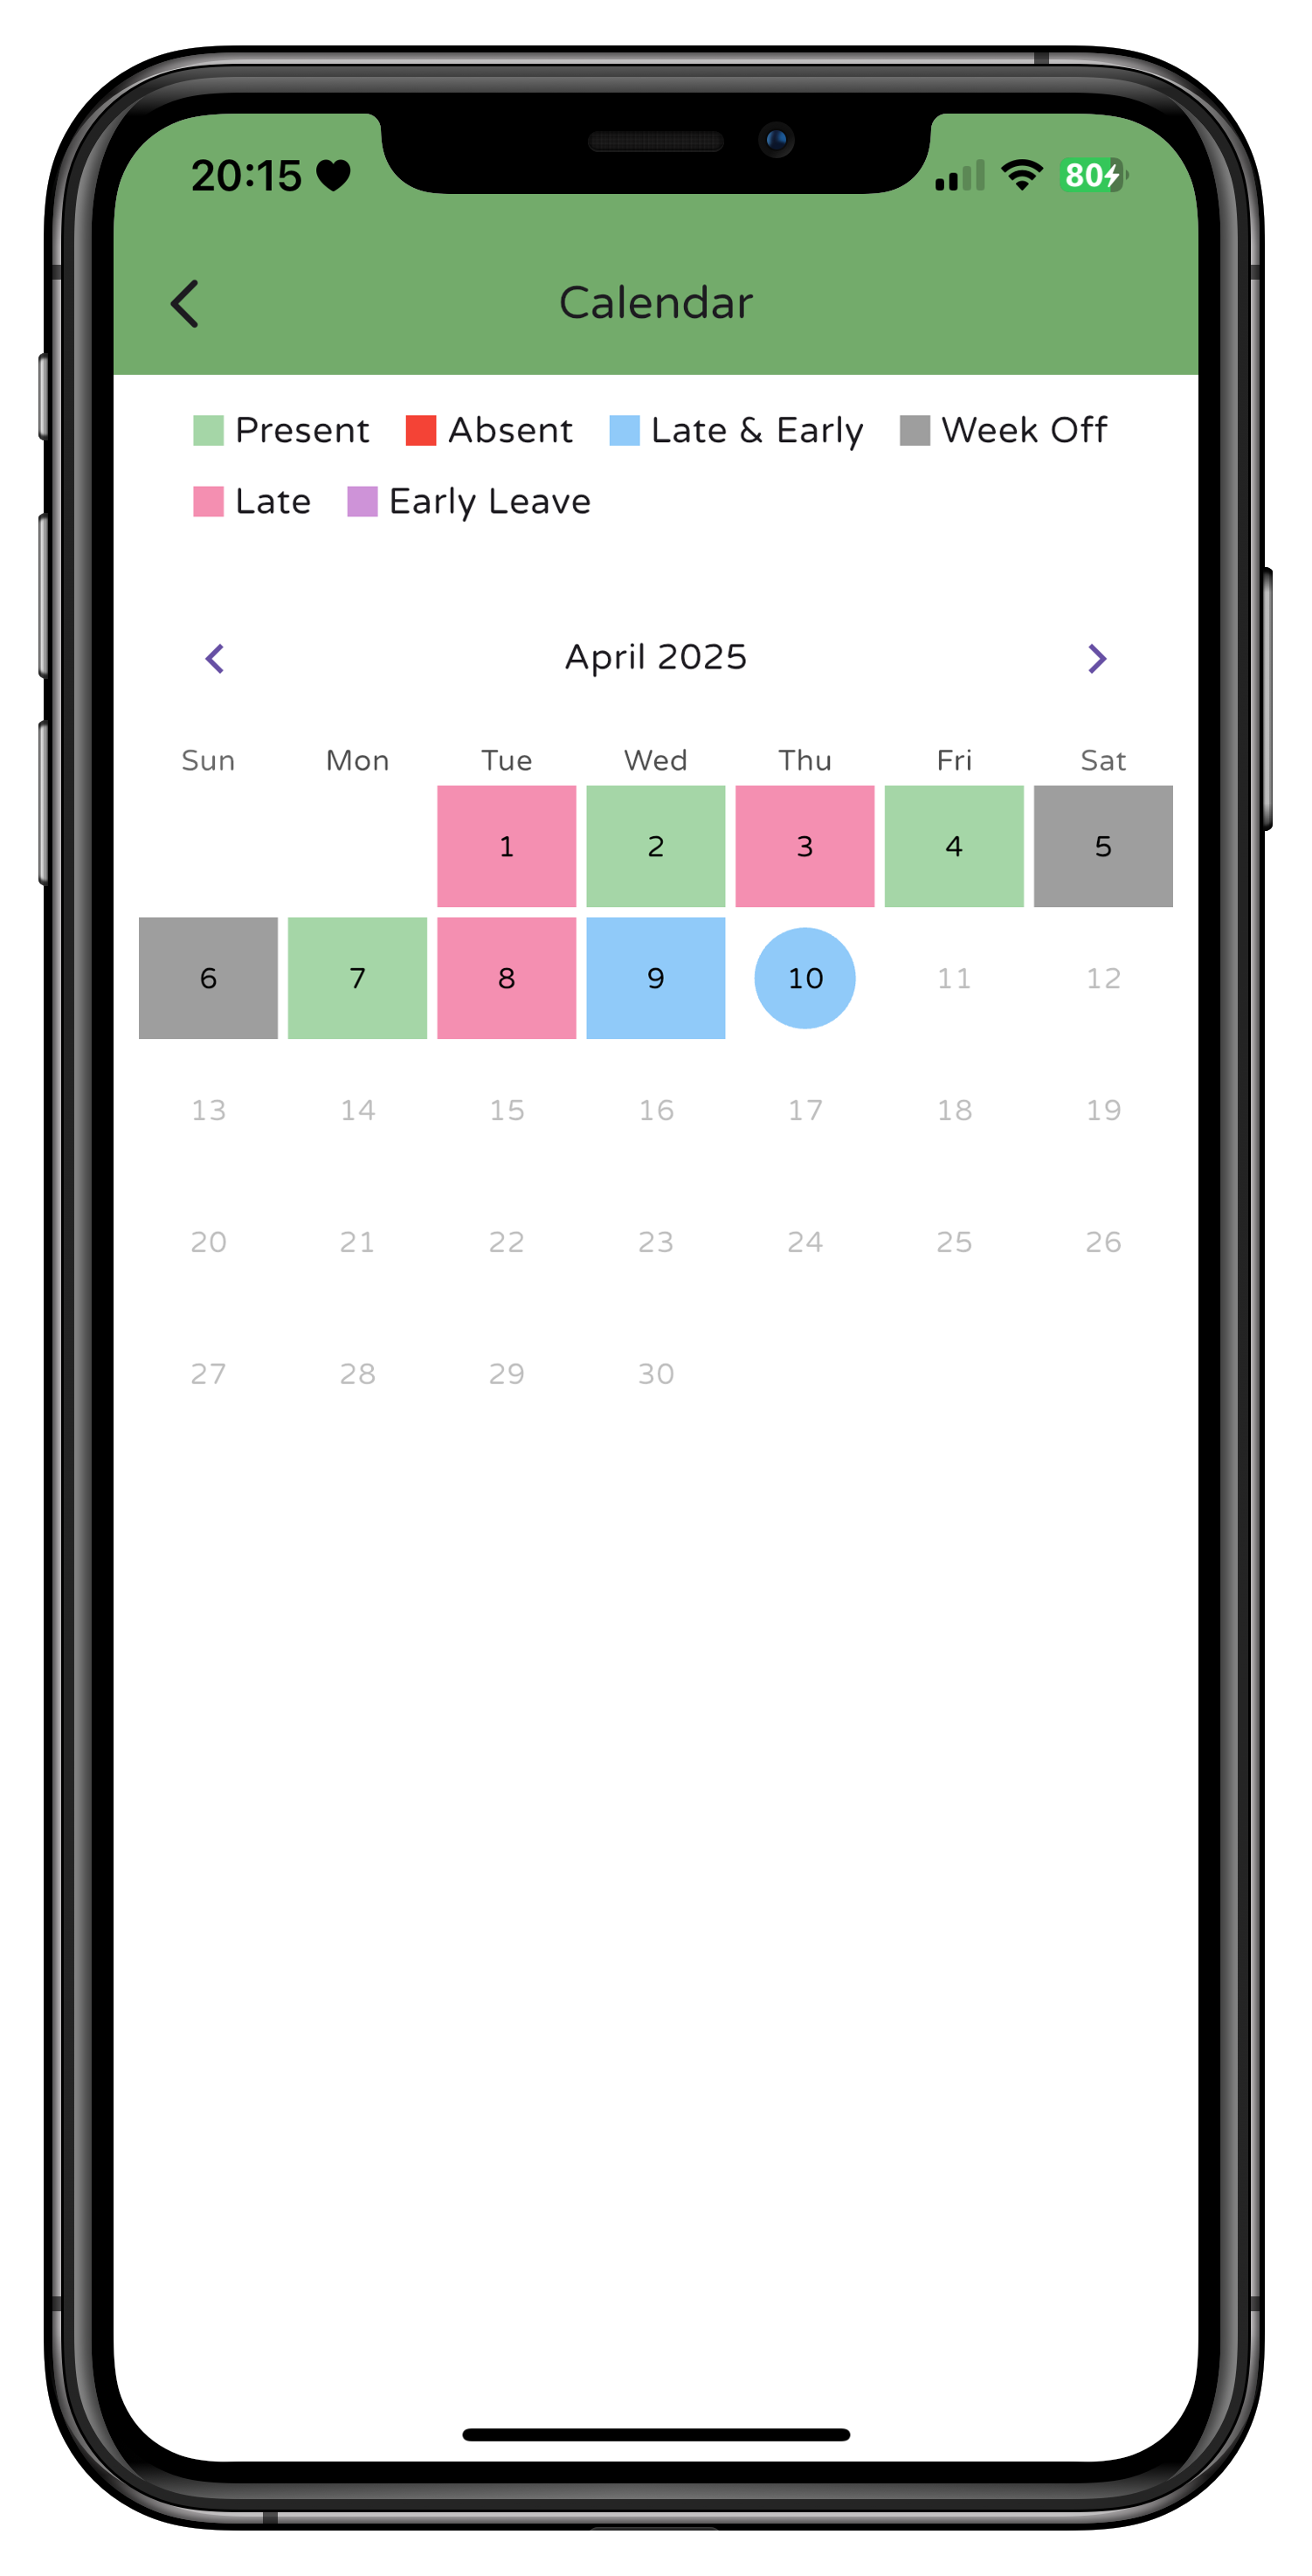 20:15 80
Calendar
Present Absent Late & Early Week Off
Late Early Leave
April 2025
Sun Mon Tue Wed Thu Fri Sat
1 2 3 4 5
6 7 8 9 10 11 12
13 14 15 16 17 18 19
20 21 22 23 24 25 26
27 28 29 30